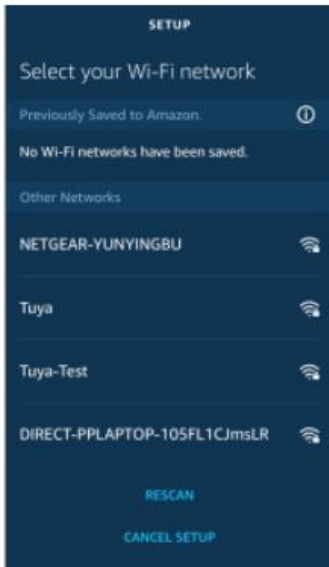 SETUP
Select your Wi-Fi network
Previously Saved to Amazon.
No Wi-Fi networks have been saved.
Other Networks
NETGEAR-YUNYINGBU
Tuya
Tuya-Test
DIRECT-PPLAPTOP-105FL1CJmsLR
RESCAN
CANCEL SETUP